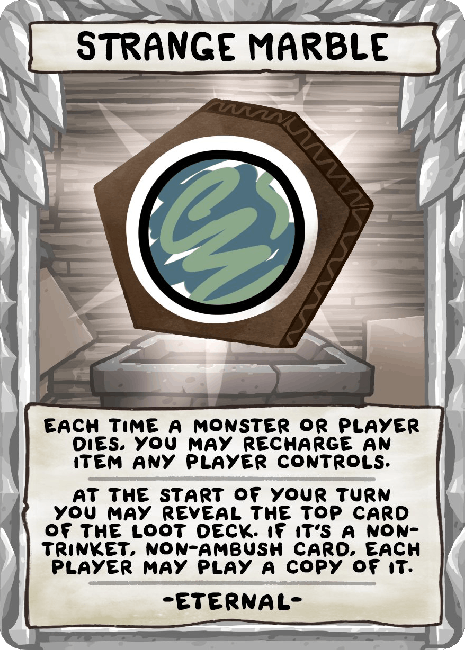 STRANGE MARBLE
EACH TIME A MONSTER OR PLAYER
DIES, YOU MAY RECHARGE AN
ITEM ANY PLAYER CONTROLS.
AT THE START OF YOUR TURN
YOU MAY REVEAL THE TOP CARD
OF THE LOOT DECK. IF IT'S A NON-
TRINKET, NON-AMBUSH CARD, EACH
PLAYER MAY PLAY A COPY OF IT.
-ETERNAL-